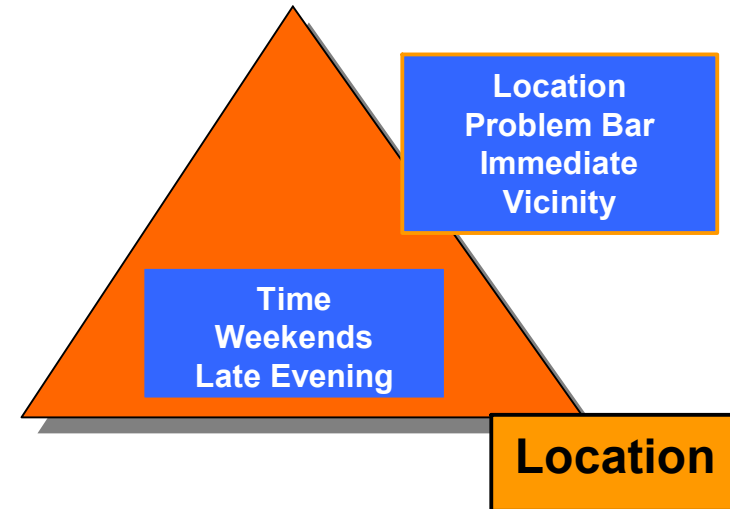 Location
Problem Bar
Immediate
Vicinity
Time
Weekends
Late Evening
Location